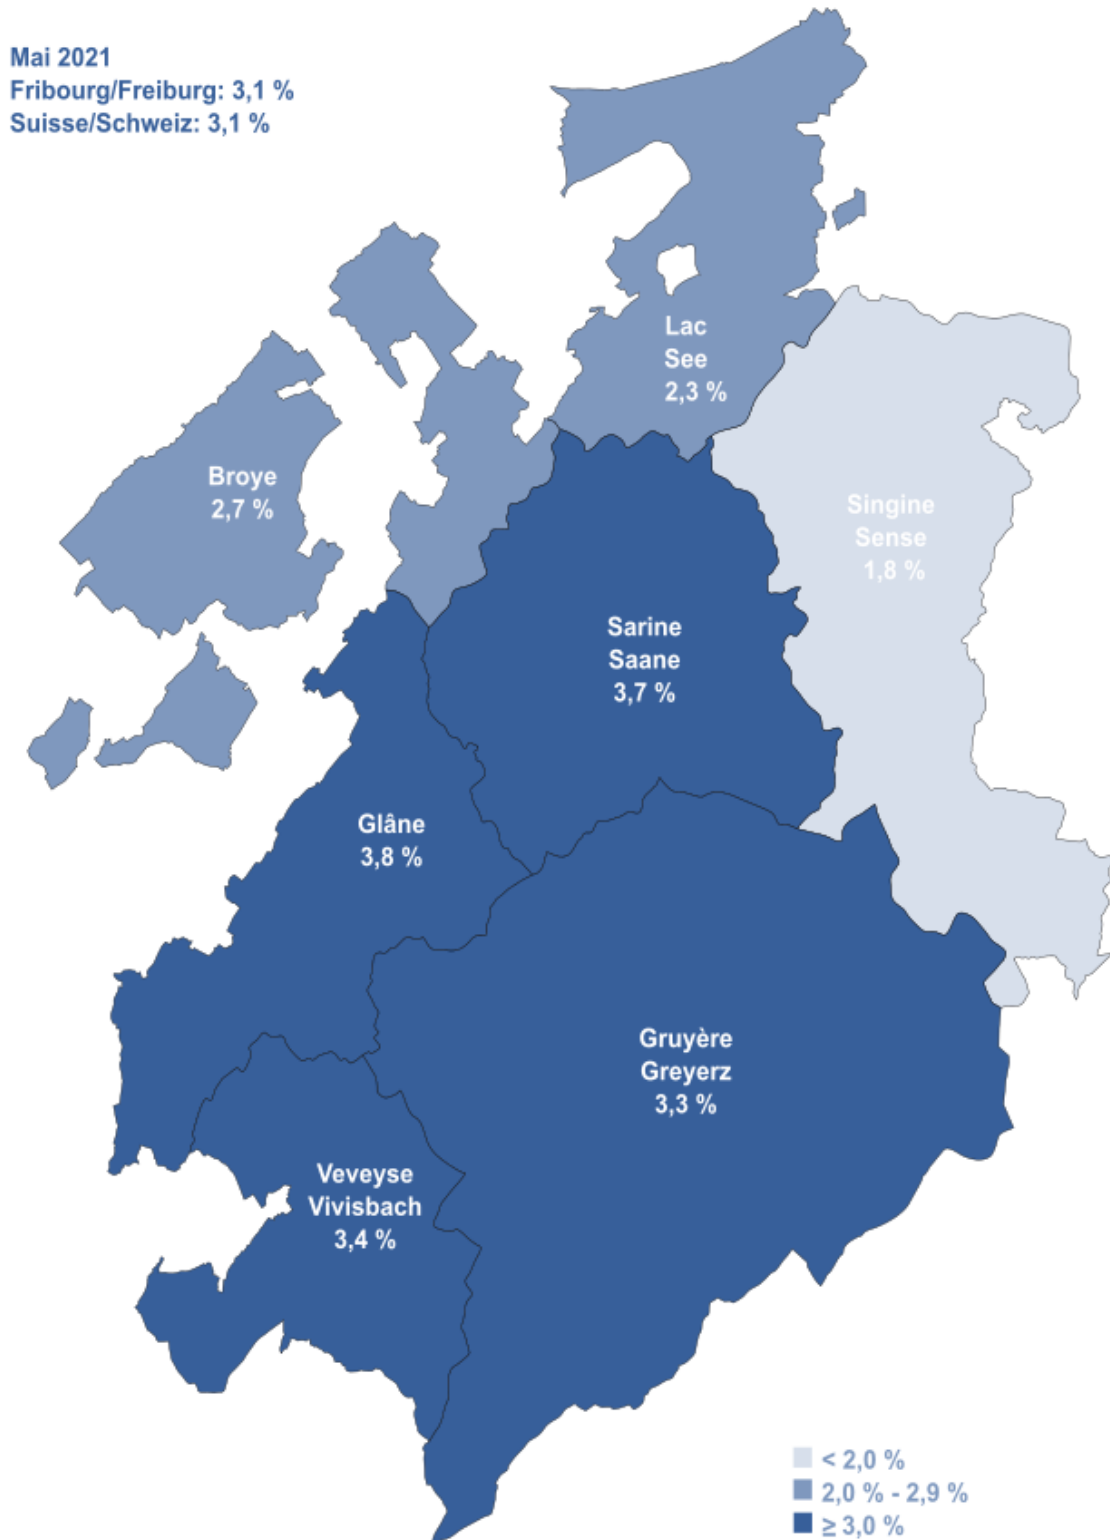 Mai 2021
Fribourg/Freiburg: 3,1 %
Suisse/Schweiz: 3,1 %
Lac
See
2,3 %
Broye
2,7 %
Singine
Sense
1,8 %
Sarine
Saane
3,7 %
Glâne
3,8 %
Gruyère
Greyerz
3,3 %
Veveyse
Vivisbach
3,4 %
< 2,0 %
2,0 % - 2,9 %
≥ 3,0 %